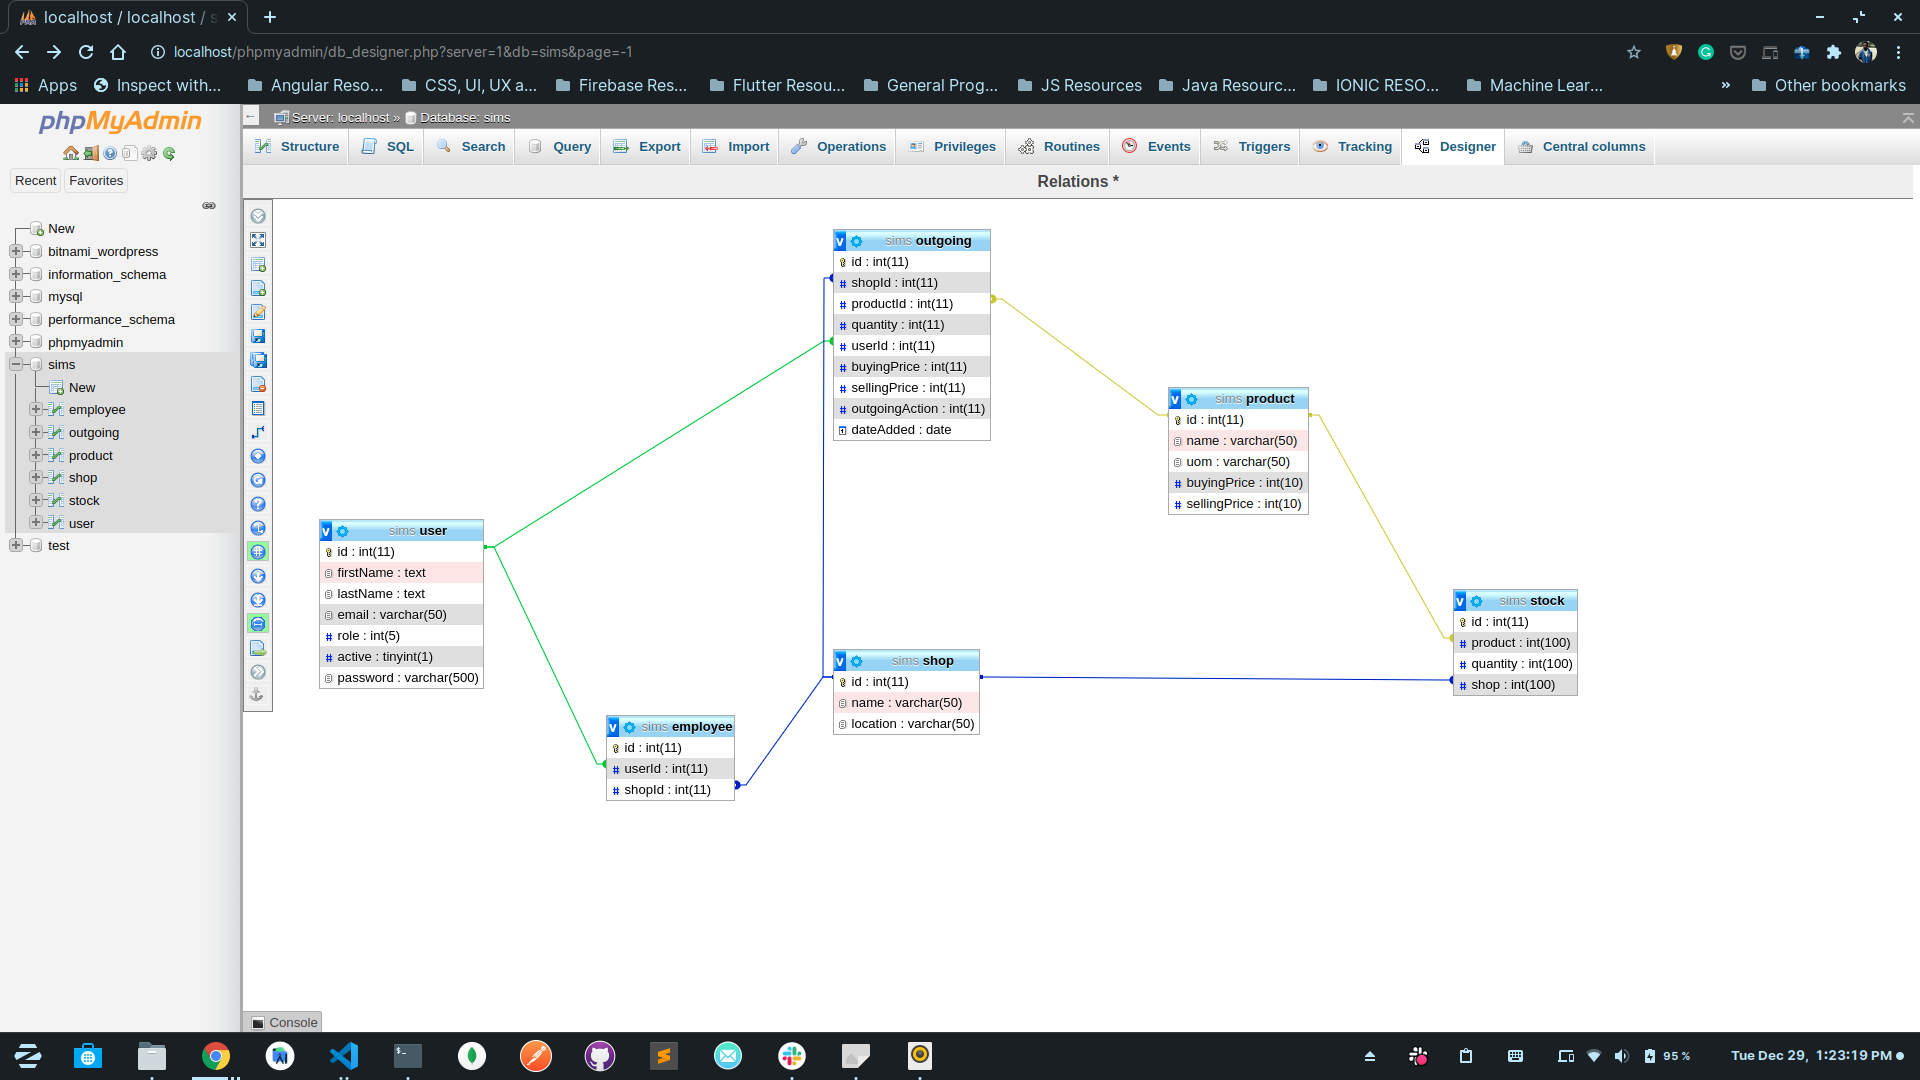 localhost / localhost / s
localhost/phpmyadmin/db_designer.php?server=1&db=sims&page=-1
Apps
Inspect with...
Angular Reso...
CSS, UI, UX a...
Firebase Res...
Flutter Resou...
General Prog...
JS Resources
Java Resourc...
IONIC RESO...
Machine Lear...
»
Other bookmarks
phpMyAdmin
Recent
Favorites
New
bitnami_wordpress
information_schema
mysql
performance_schema
phpmyadmin
sims
New
employee
outgoing
product
shop
stock
user
test
Server: localhost » Database: sims
Structure
SQL
Search
Query
Export
Import
Operations
Privileges
Routines
Events
Triggers
Tracking
Designer
Central columns
Relations *
v sims outgoing
id : int(11)
# shopId : int(11)
# productId : int(11)
# quantity : int(11)
# userId : int(11)
# buyingPrice : int(11)
# sellingPrice : int(11)
# outgoingAction : int(11)
dateAdded : date
v sims product
id : int(11)
name : varchar(50)
uom : varchar(50)
# buyingPrice : int(10)
# sellingPrice : int(10)
v sims user
id : int(11)
firstName : text
lastName : text
email : varchar(50)
# role : int(5)
# active : tinyint(1)
password : varchar(500)
v sims stock
id : int(11)
# product : int(100)
# quantity : int(100)
# shop : int(100)
v sims shop
id : int(11)
name : varchar(50)
location : varchar(50)
v sims employee
id : int(11)
# userId : int(11)
# shopId : int(11)
Console
95 %
Tue Dec 29, 1:23:19 PM